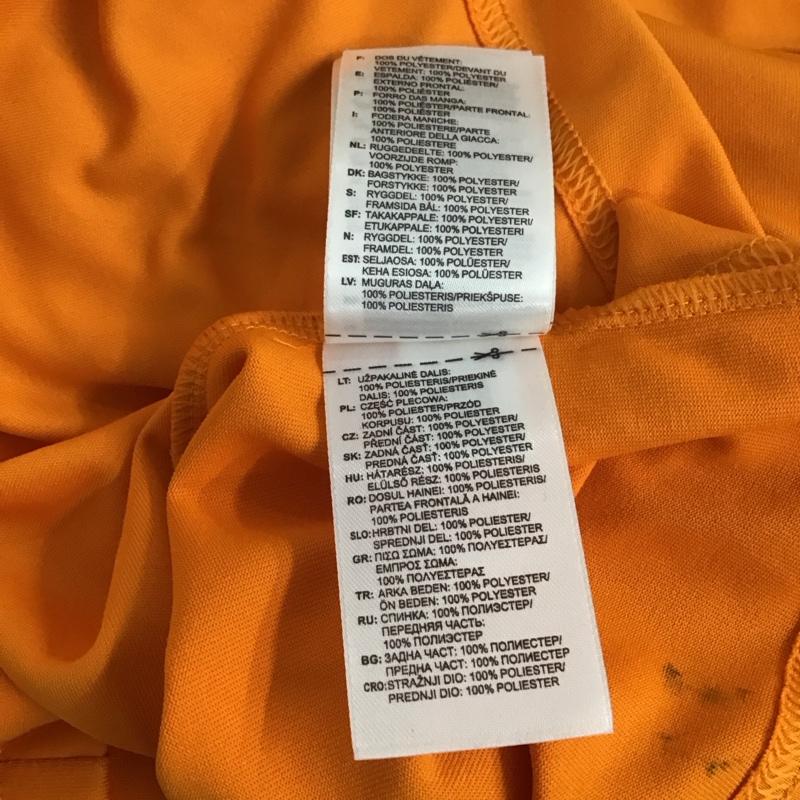 F: DOS DU VÊTEMENT:
100% POLYESTER/DEVANT DU
VETEMENT: 100% POLYESTER
E: ESPALDA: 100% POLIÉSTER/
EXTERNO FRONTAL:
100% POLIÉSTER
P: FORRO DAS MANGA:
100% POLIÉSTER/PARTE FRONTAL:
100% POLIÉSTER
I: FODERA MANICHE:
100% POLIESTERE/PARTE
ANTERIORE DELLA GIACCA:
100% POLIESTERE
NL: RUGGEDEELTE: 100% POLYESTER/
VOORZIJDE ROMP:
100% POLYESTER
DK: BAGSTYKKE: 100% POLYESTER/
FORSTYKKE: 100% POLYESTER
S: RYGGDEL: 100% POLYESTER/
FRAMSIDA BÅL: 100% POLYESTER
SF: TAKAKAPPALE: 100% POLYESTERI/
ETUKAPPALE: 100% POLYESTERI
N: RYGGDEL: 100% POLYESTER/
FRAMDEL: 100% POLYESTER
EST: SELJAOSA: 100% POLÜESTER/
KEHA ESIOSA: 100% POLÜESTER
LV: MUGURAS DAĻA:
100% POLIESTERIS/PRIEKŠPUSE:
100% POLIESTERIS
LT: UŽPAKALINĖ DALIS:
100% POLIESTERIS/PRIEKINĖ
DALIS: 100% POLIESTERIS
PL: CZĘŚĆ PLECOWA:
100% POLIESTER/PRZÓD
KORPUSU: 100% POLIESTER
CZ: ZADNÍ ČÁST: 100% POLYESTER/
PŘEDNÍ ČÁST: 100% POLYESTER
SK: ZADNÁ ČASŤ: 100% POLYESTER/
PREDNÁ ČASŤ: 100% POLYESTER
HU: HÁTARÉSZ: 100% POLIESTERIS/
ELÜLSŐ RÉSZ: 100% POLIESTERIS
RO: DOSUL HAINEI: 100% POLIESTERIS/
PARTEA FRONTALĂ A HAINEI:
100% POLIESTERIS
SLO: HRBTNI DEL: 100% POLIESTER/
SPREDNJI DEL: 100% POLIESTER
GR: ΠΙΣΩ ΣΩΜΑ: 100% ΠΟΛΥΕΣΤΕΡΑΣ/
ΕΜΠΡΟΣ ΣΩΜΑ:
100% ΠΟΛΥΕΣΤΕΡΑΣ
TR: ARKA BEDEN: 100% POLYESTER/
ÖN BEDEN: 100% POLYESTER
RU: СПИНКА: 100% ПОЛИЭСТЕР/
ПЕРЕДНЯЯ ЧАСТЬ:
100% ПОЛИЭСТЕР
BG: ЗАДНА ЧАСТ: 100% ПОЛИЕСТЕР/
ПРЕДНА ЧАСТ: 100% ПОЛИЕСТЕР
CRO: STRAŽNJI DIO: 100% POLIESTER/
PREDNJI DIO: 100% POLIESTER